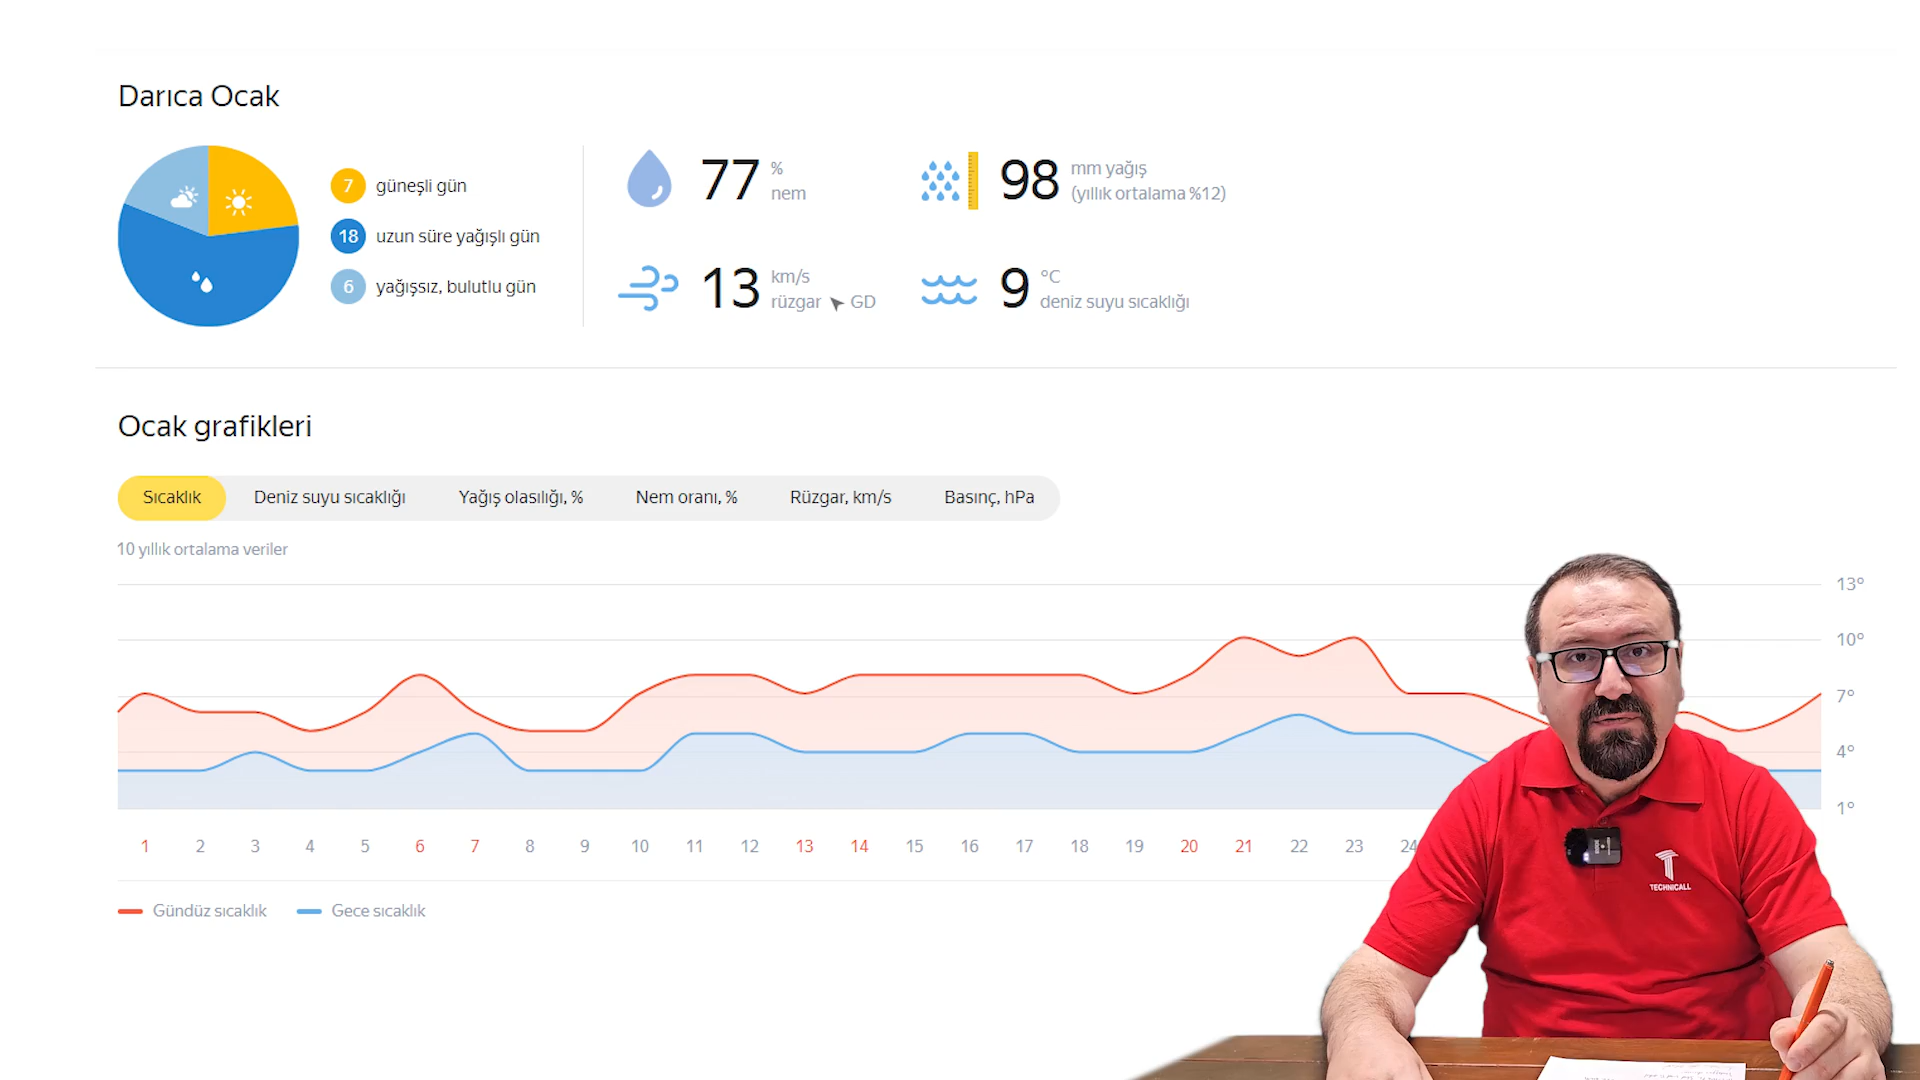 Darıca Ocak
7 güneşli gün
18 uzun süre yağışlı gün
6 yağışsız, bulutlu gün
77 % nem
98 mm yağış
(yıllık ortalama %12)
13 km/s rüzgar GD
9 °C deniz suyu sıcaklığı
Ocak grafikleri
Sıcaklık Deniz suyu sıcaklığı Yağış olasılığı, % Nem oranı, % Rüzgar, km/s Basınç, hPa
10 yıllık ortalama veriler
13°
10°
7°
4°
1°
1 2 3 4 5 6 7 8 9 10 11 12 13 14 15 16 17 18 19 20 21 22 23 24
Gündüz sıcaklık Gece sıcaklık
TECHNICALL